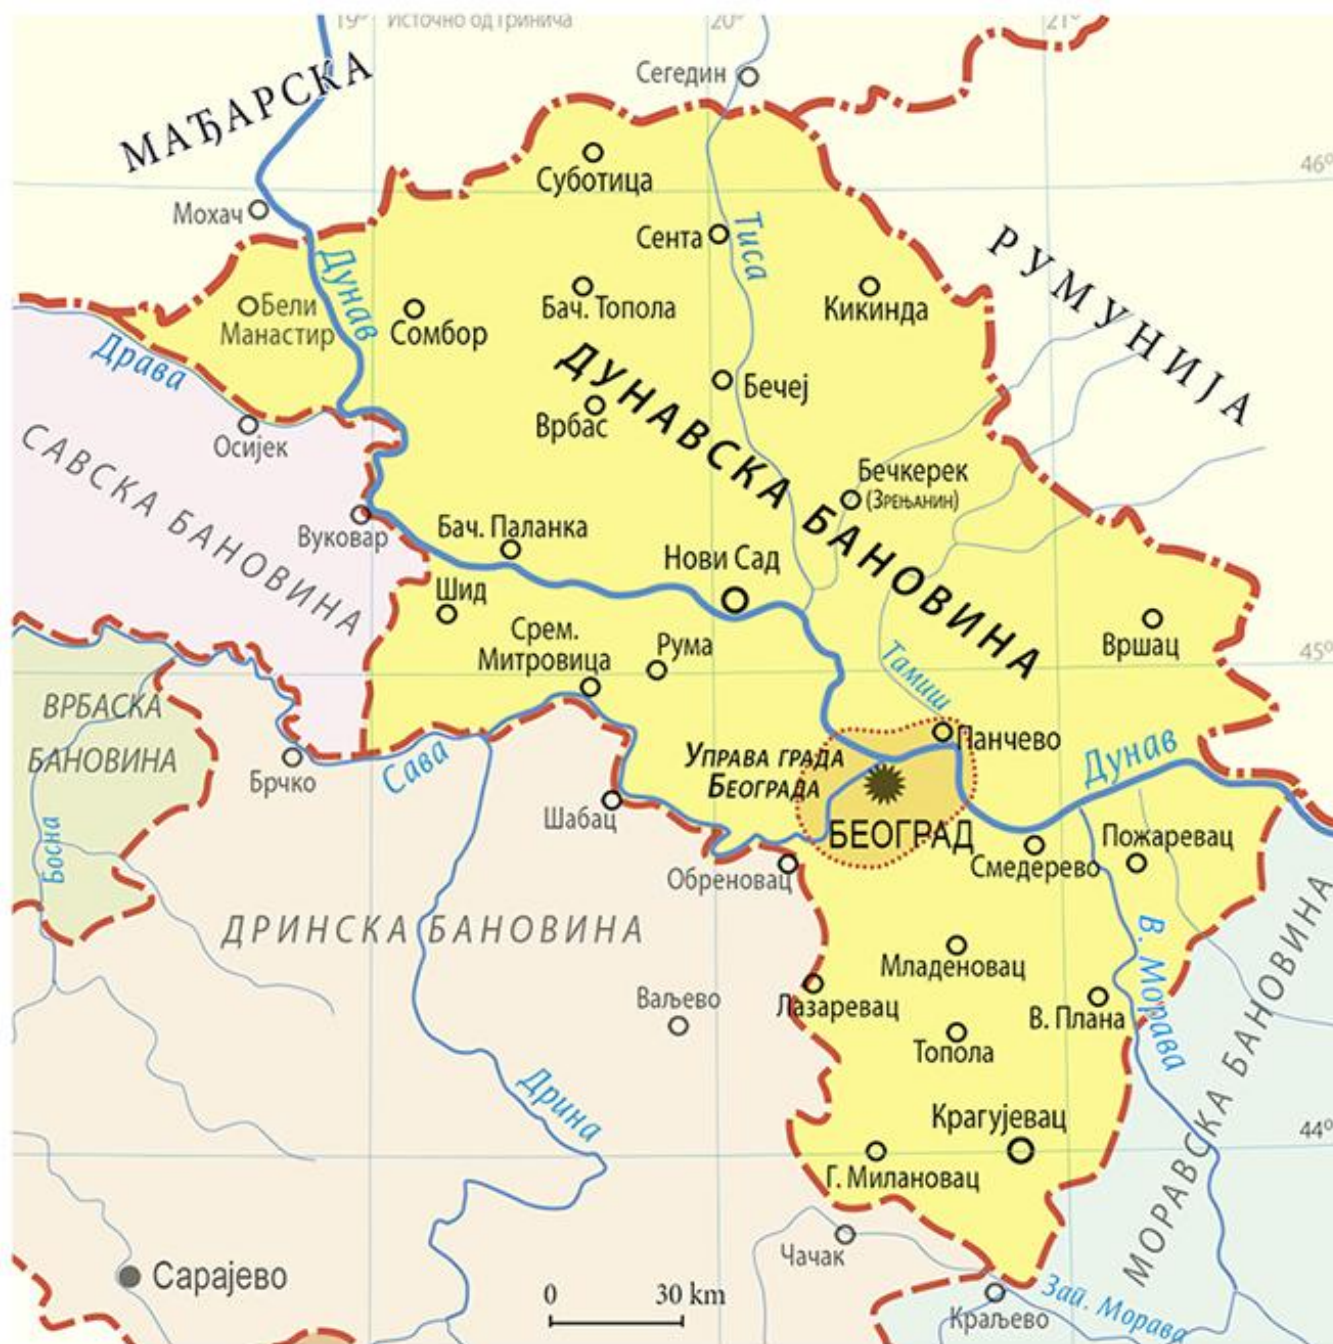 19°
Источно од Гринича
20°
21°
Сегедин
МАЂАРСКА
46°
Суботица
Мохач
Сента
Тиса
РУМУНИЈА
Дунав
Бели
Манастир
Сомбор
Бач. Топола
Кикинда
Драва
ДУНАВСКА БАНОВИНА
Бечеј
Врбас
Осијек
САВСКА БАНОВИНА
Бечкерек
(Зрењанин)
Вуковар
Бач. Паланка
Нови Сад
Шид
Срем.
Митровица
Рума
Вршац
45°
Тамиш
ВРБАСКА
БАНОВИНА
Панчево
Дунав
Управа града
Београда
Брчко
Сава
Шабац
БЕОГРАД
Смедерево
Пожаревац
Босна
Обреновац
ДРИНСКА БАНОВИНА
Младеновац
В. Морава
МОРАВСКА БАНОВИНА
Ваљево
Лазаревац
В. Плана
Топола
Дрина
Крагујевац
44°
Г. Милановац
Чачак
Сарајево
0
30 km
Зай. Морава
Краљево